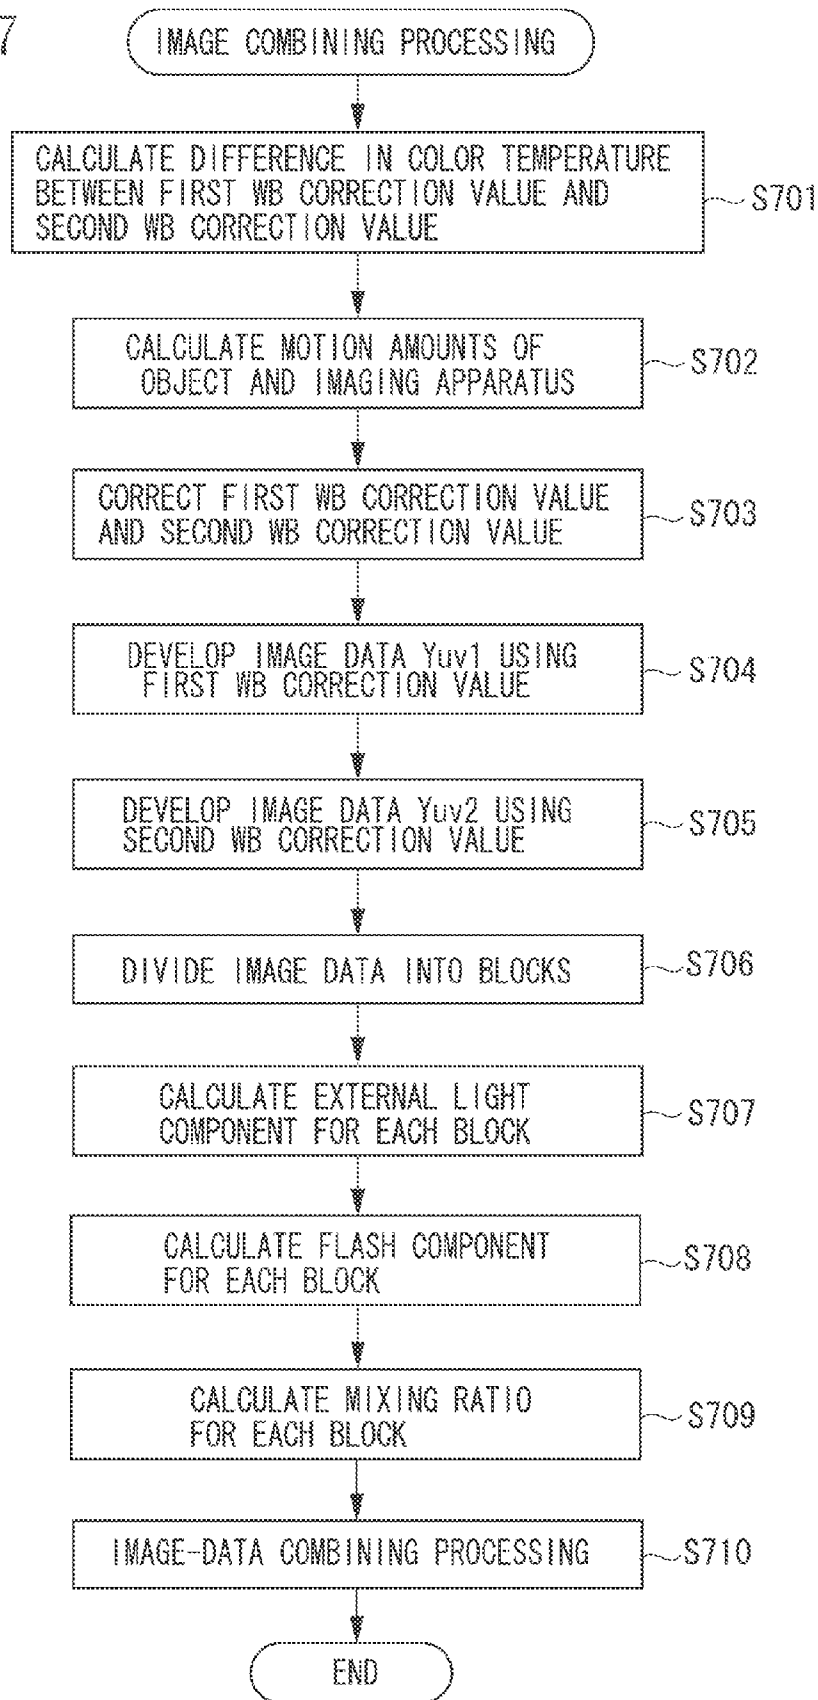 7
IMAGE COMBINING PROCESSING
CALCULATE DIFFERENCE IN COLOR TEMPERATURE
BETWEEN FIRST WB CORRECTION VALUE AND
SECOND WB CORRECTION VALUE
S701
CALCULATE MOTION AMOUNTS OF
OBJECT AND IMAGING APPARATUS
S702
CORRECT FIRST WB CORRECTION VALUE
AND SECOND WB CORRECTION VALUE
S703
DEVELOP IMAGE DATA Yuv1 USING
FIRST WB CORRECTION VALUE
S704
DEVELOP IMAGE DATA Yuv2 USING
SECOND WB CORRECTION VALUE
S705
DIVIDE IMAGE DATA INTO BLOCKS
S706
CALCULATE EXTERNAL LIGHT
COMPONENT FOR EACH BLOCK
S707
CALCULATE FLASH COMPONENT
FOR EACH BLOCK
S708
CALCULATE MIXING RATIO
FOR EACH BLOCK
S709
IMAGE-DATA COMBINING PROCESSING
S710
END